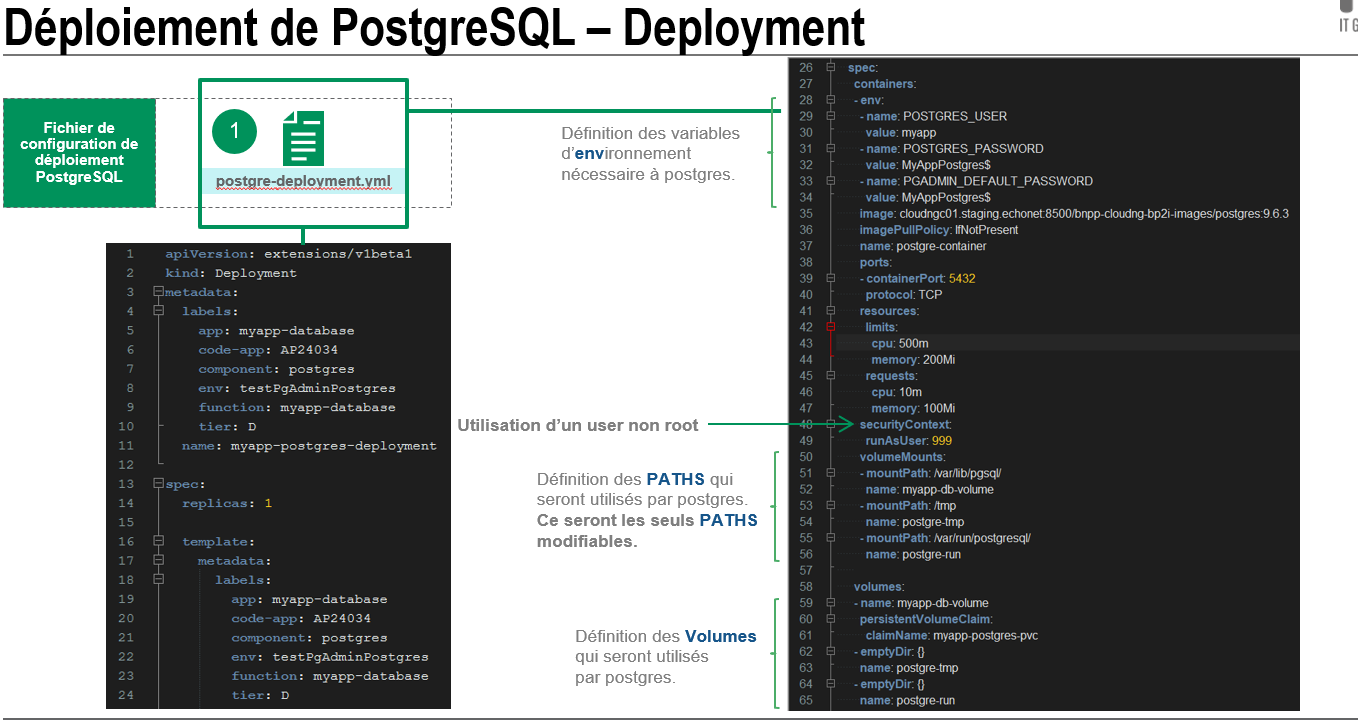 Déploiement de PostgreSQL – Deployment
IT G
Fichier de
configuration de
déploiement
PostgreSQL
1
postgre-deployment.yml
1 apiVersion: extensions/v1beta1
2 kind: Deployment
3 metadata:
4 labels:
5 app: myapp-database
6 code-app: AP24034
7 component: postgres
8 env: testPgAdminPostgres
9 function: myapp-database
10 tier: D
11 name: myapp-postgres-deployment
12
13 spec:
14 replicas: 1
15
16 template:
17 metadata:
18 labels:
19 app: myapp-database
20 code-app: AP24034
21 component: postgres
22 env: testPgAdminPostgres
23 function: myapp-database
24 tier: D
Définition des variables
d'environnement
nécessaire à postgres.
Utilisation d'un user non root
Définition des PATHS qui
seront utilisés par postgres.
Ce seront les seuls PATHS
modifiables.
Définition des Volumes
qui seront utilisés
par postgres.
26 spec:
27 containers:
28 - env:
29 - name: POSTGRES_USER
30 value: myapp
31 - name: POSTGRES_PASSWORD
32 value: MyAppPostgres$
33 - name: PGADMIN_DEFAULT_PASSWORD
34 value: MyAppPostgres$
35 image: cloudngc01.staging.echonet:8500/bnpp-cloudng-bp2i-images/postgres:9.6.3
36 imagePullPolicy: IfNotPresent
37 name: postgre-container
38 ports:
39 - containerPort: 5432
40 protocol: TCP
41 resources:
42 limits:
43 cpu: 500m
44 memory: 200Mi
45 requests:
46 cpu: 10m
47 memory: 100Mi
48 securityContext:
49 runAsUser: 999
50 volumeMounts:
51 - mountPath: /var/lib/pgsql/
52 name: myapp-db-volume
53 - mountPath: /tmp
54 name: postgre-tmp
55 - mountPath: /var/run/postgresql/
56 name: postgre-run
57
58 volumes:
59 - name: myapp-db-volume
60 persistentVolumeClaim:
61 claimName: myapp-postgres-pvc
62 - emptyDir: {}
63 name: postgre-tmp
64 - emptyDir: {}
65 name: postgre-run